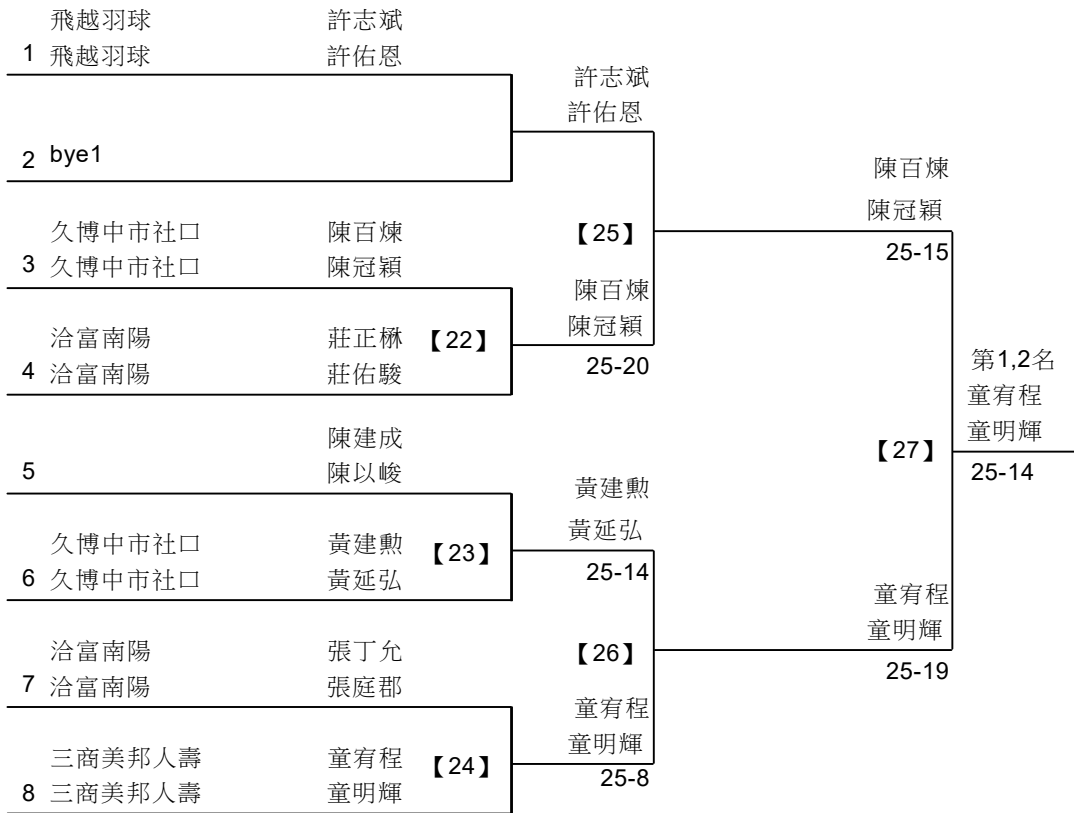 飛越羽球 許志斌
1 飛越羽球 許佑恩
許志斌
許佑恩
2 bye1
陳百煉
陳冠穎
25-15
久博中市社口 陳百煉
3 久博中市社口 陳冠穎
【25】
陳百煉
陳冠穎
25-20
洽富南陽 莊正楙
4 洽富南陽 莊佑駿
【22】
第1,2名
童宥程
童明輝
25-14
【27】
陳建成
5 陳以峻
黃建勲
黃延弘
25-14
久博中市社口 黃建勲
6 久博中市社口 黃延弘
【23】
童宥程
童明輝
25-19
洽富南陽 張丁允
7 洽富南陽 張庭郡
【26】
童宥程
童明輝
25-8
三商美邦人壽 童宥程
8 三商美邦人壽 童明輝
【24】